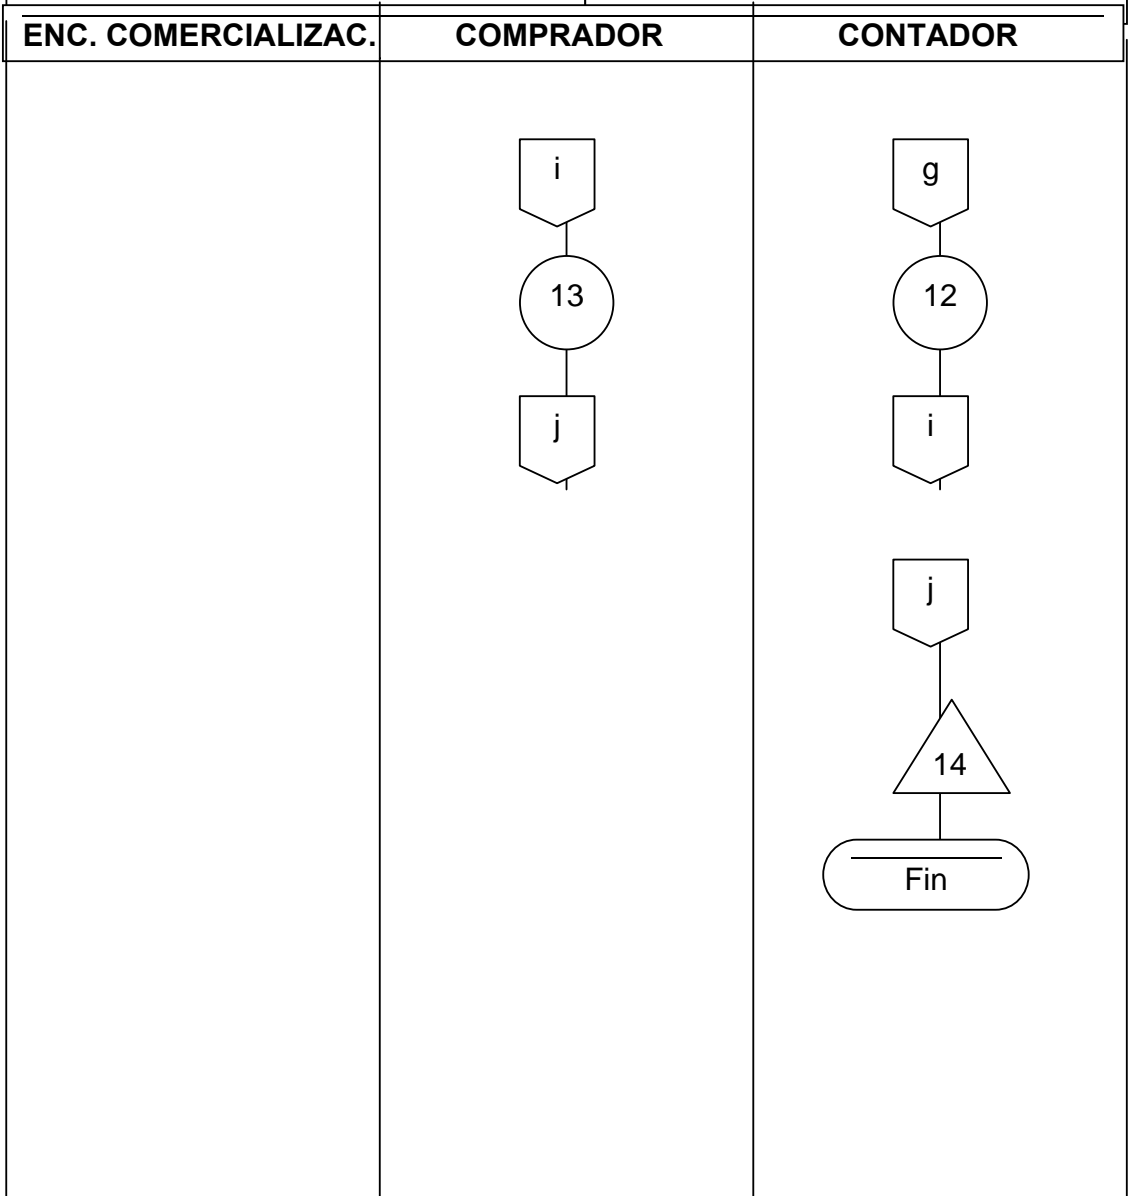 ENC. COMERCIALIZAC. COMPRADOR CONTADOR
i g
13 12
j i
j
14
Fin